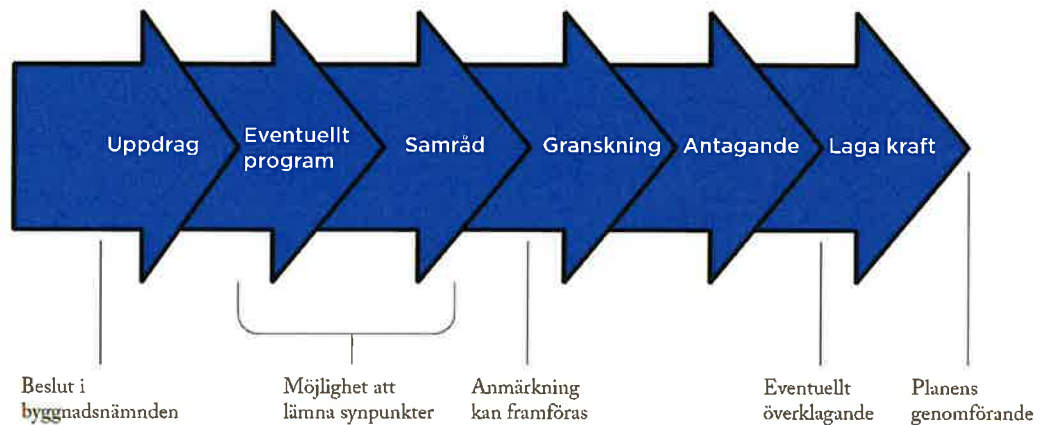 Uppdrag
Eventuellt
program
Samråd
Granskning
Antagande
Laga kraft
Beslut i
byggnadsnämnden
Möjlighet att
lämna synpunkter
Anmärkning
kan framföras
Eventuellt
överklagande
Planens
genomförande